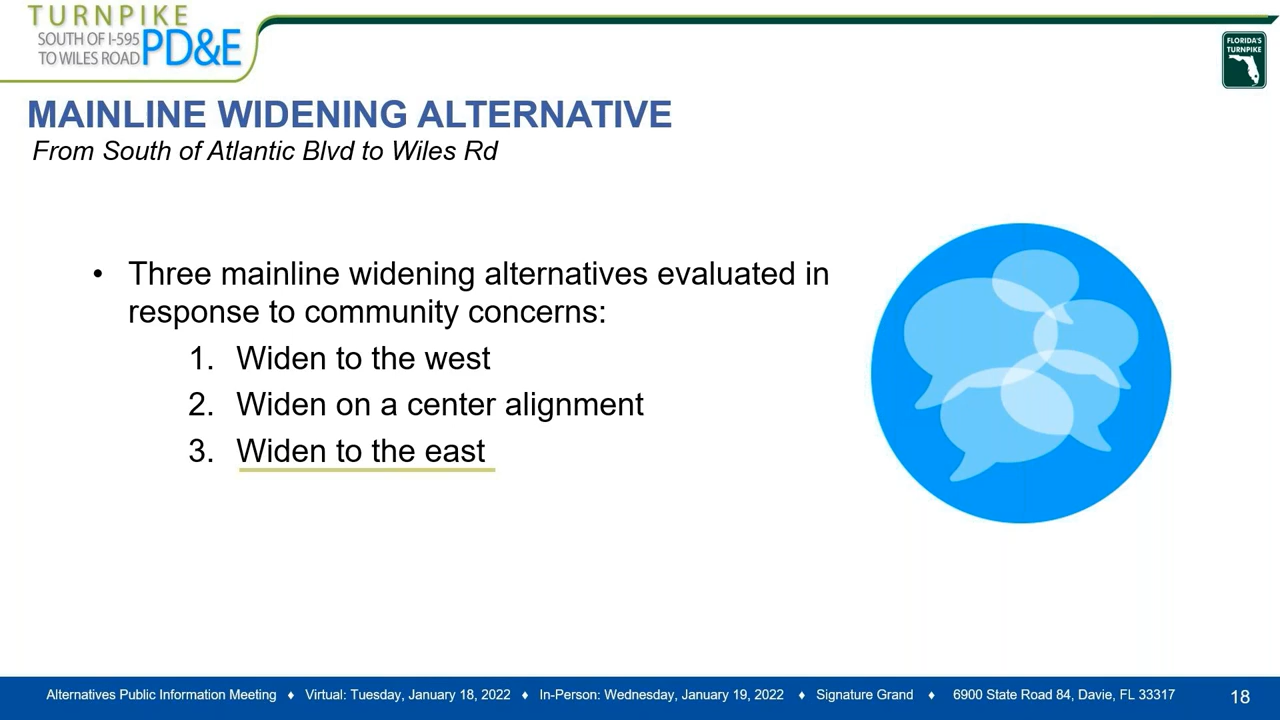 TURNPIKE
SOUTH OF I-595
TO WILES ROAD
PD&E
FLORIDA'S
TURNPIKE
MAINLINE WIDENING ALTERNATIVE
From South of Atlantic Blvd to Wiles Rd
• Three mainline widening alternatives evaluated in
response to community concerns:
1. Widen to the west
2. Widen on a center alignment
3. Widen to the east
Alternatives Public Information Meeting ♦ Virtual: Tuesday, January 18, 2022 ♦ In-Person: Wednesday, January 19, 2022 ♦ Signature Grand ♦ 6900 State Road 84, Davie, FL 33317
18